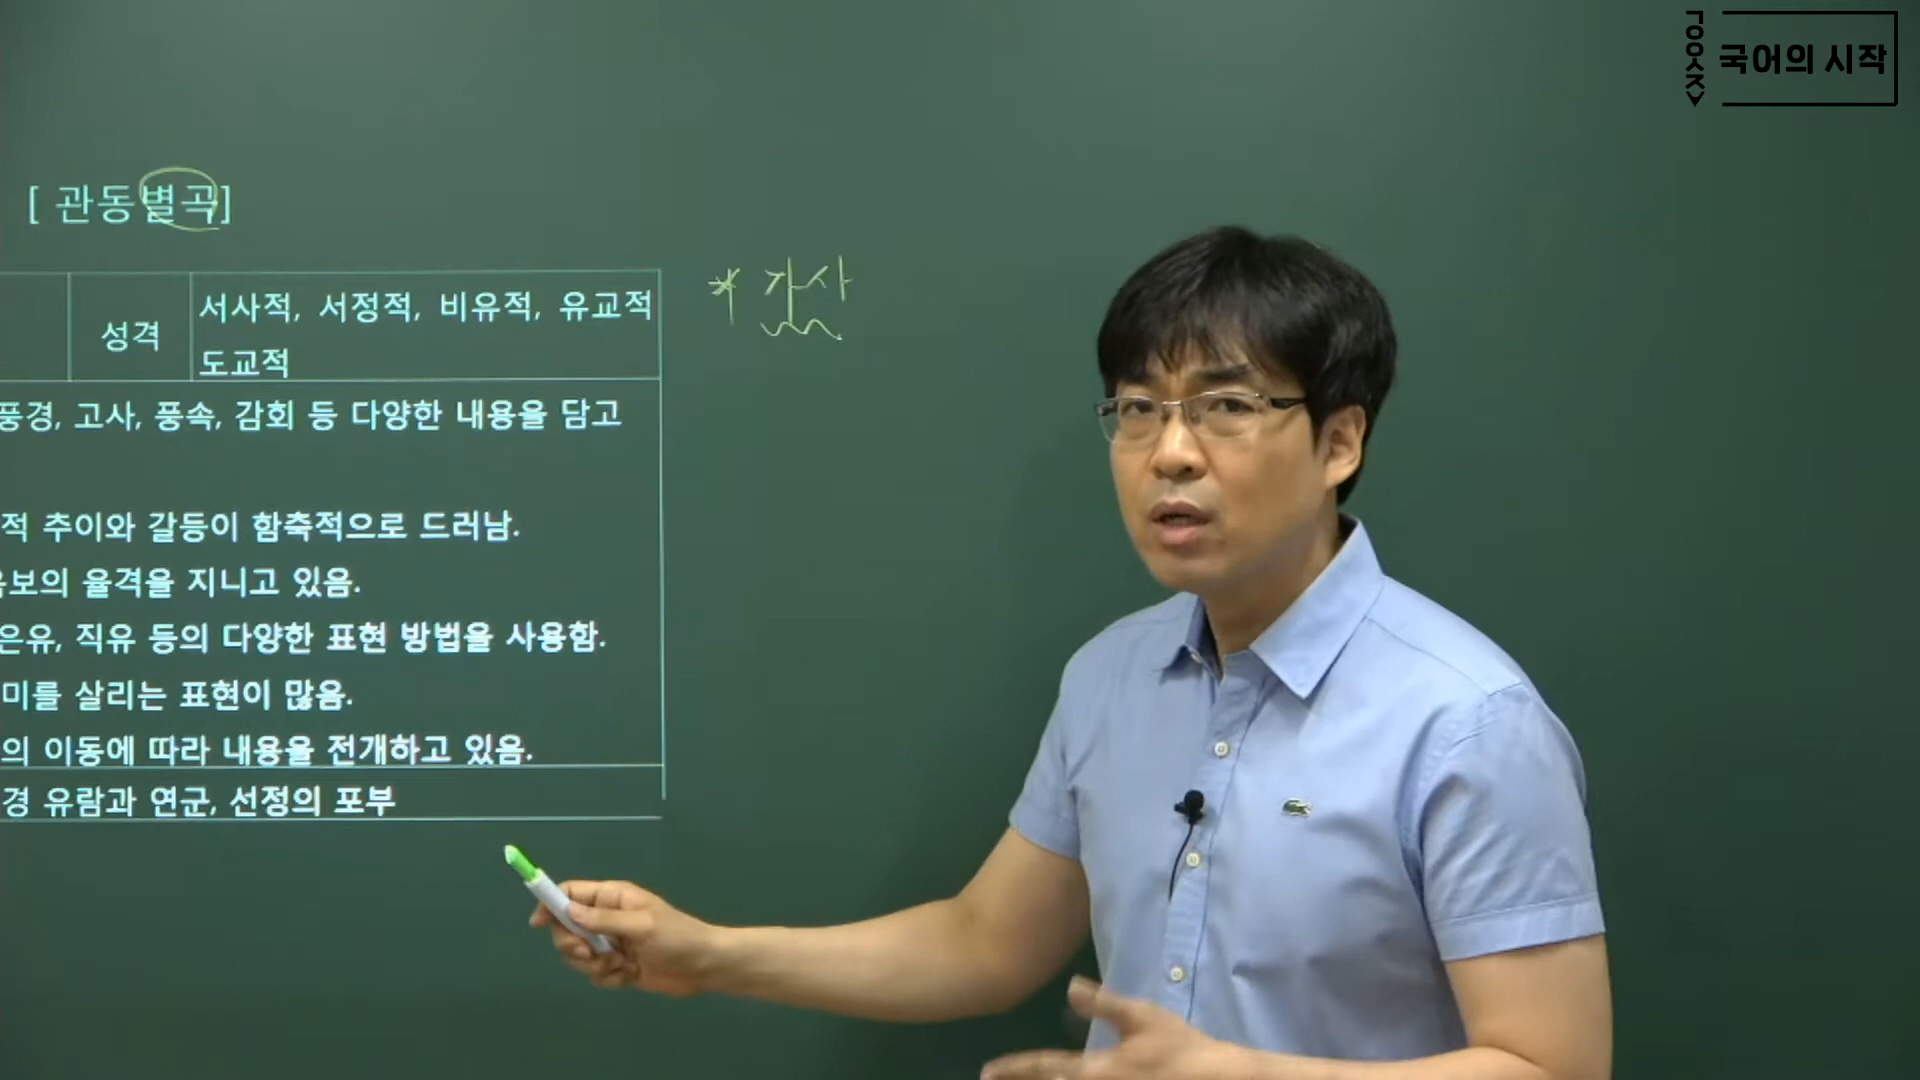 국어의 시작
[ 관동별곡]
* 가사
성격
서사적, 서정적, 비유적, 유교적
도교적
풍경, 고사, 풍속, 감회 등 다양한 내용을 담고
적 추이와 갈등이 함축적으로 드러남.
음보의 율격을 지니고 있음.
은유, 직유 등의 다양한 표현 방법을 사용함.
미를 살리는 표현이 많음.
의 이동에 따라 내용을 전개하고 있음.
경 유람과 연군, 선정의 포부